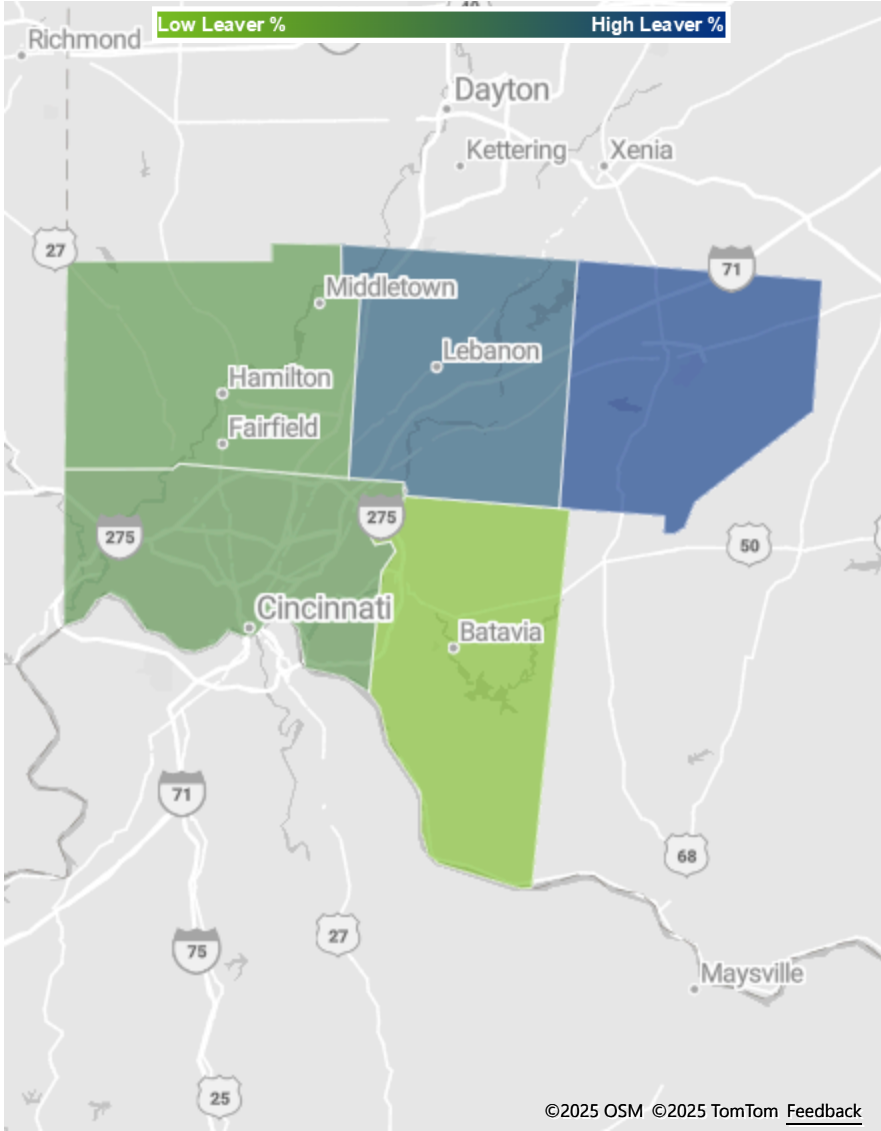 Low Leaver %
High Leaver %
Richmond
Dayton
Kettering
Xenia
27
71
Middletown
Lebanon
Hamilton
Fairfield
275
275
50
Cincinnati
Batavia
71
68
75
27
Maysville
25
©2025 OSM ©2025 TomTom Feedback